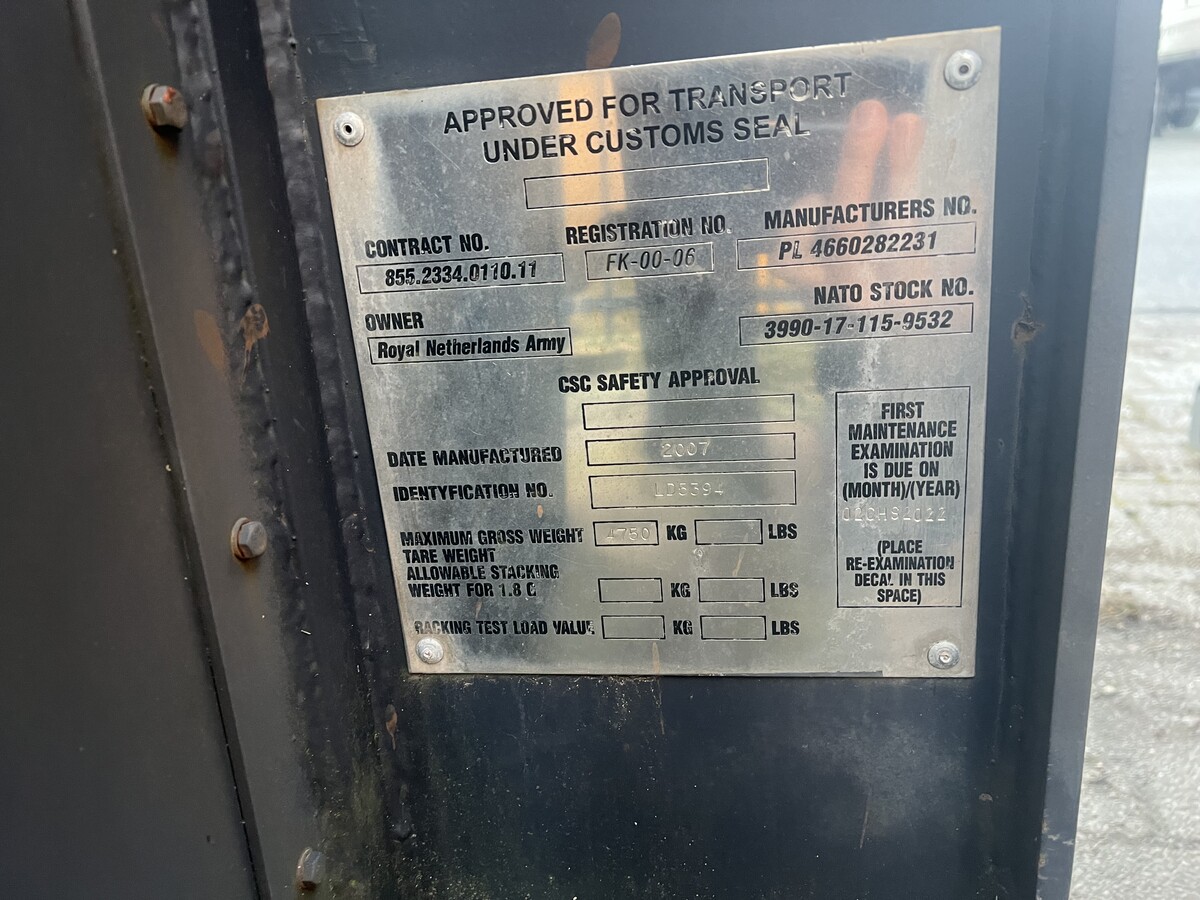 APPROVED FOR TRANSPORT
UNDER CUSTOMS SEAL
CONTRACT NO.
855.2334.0110.11
REGISTRATION NO.
FK-00-06
MANUFACTURERS NO.
PL 4660282231
NATO STOCK NO.
3990-17-115-9532
OWNER
Royal Netherlands Army
CSC SAFETY APPROVAL
DATE MANUFACTURED 2007
IDENTYFICATION NO. LD5394
MAXIMUM GROSS WEIGHT 4750 KG LBS
TARE WEIGHT
ALLOWABLE STACKING
WEIGHT FOR 1.8 G KG LBS
RACKING TEST LOAD VALUE KG LBS
FIRST
MAINTENANCE
EXAMINATION
IS DUE ON
(MONTH)/(YEAR)
(PLACE
RE-EXAMINATION
DECAL IN THIS
SPACE)